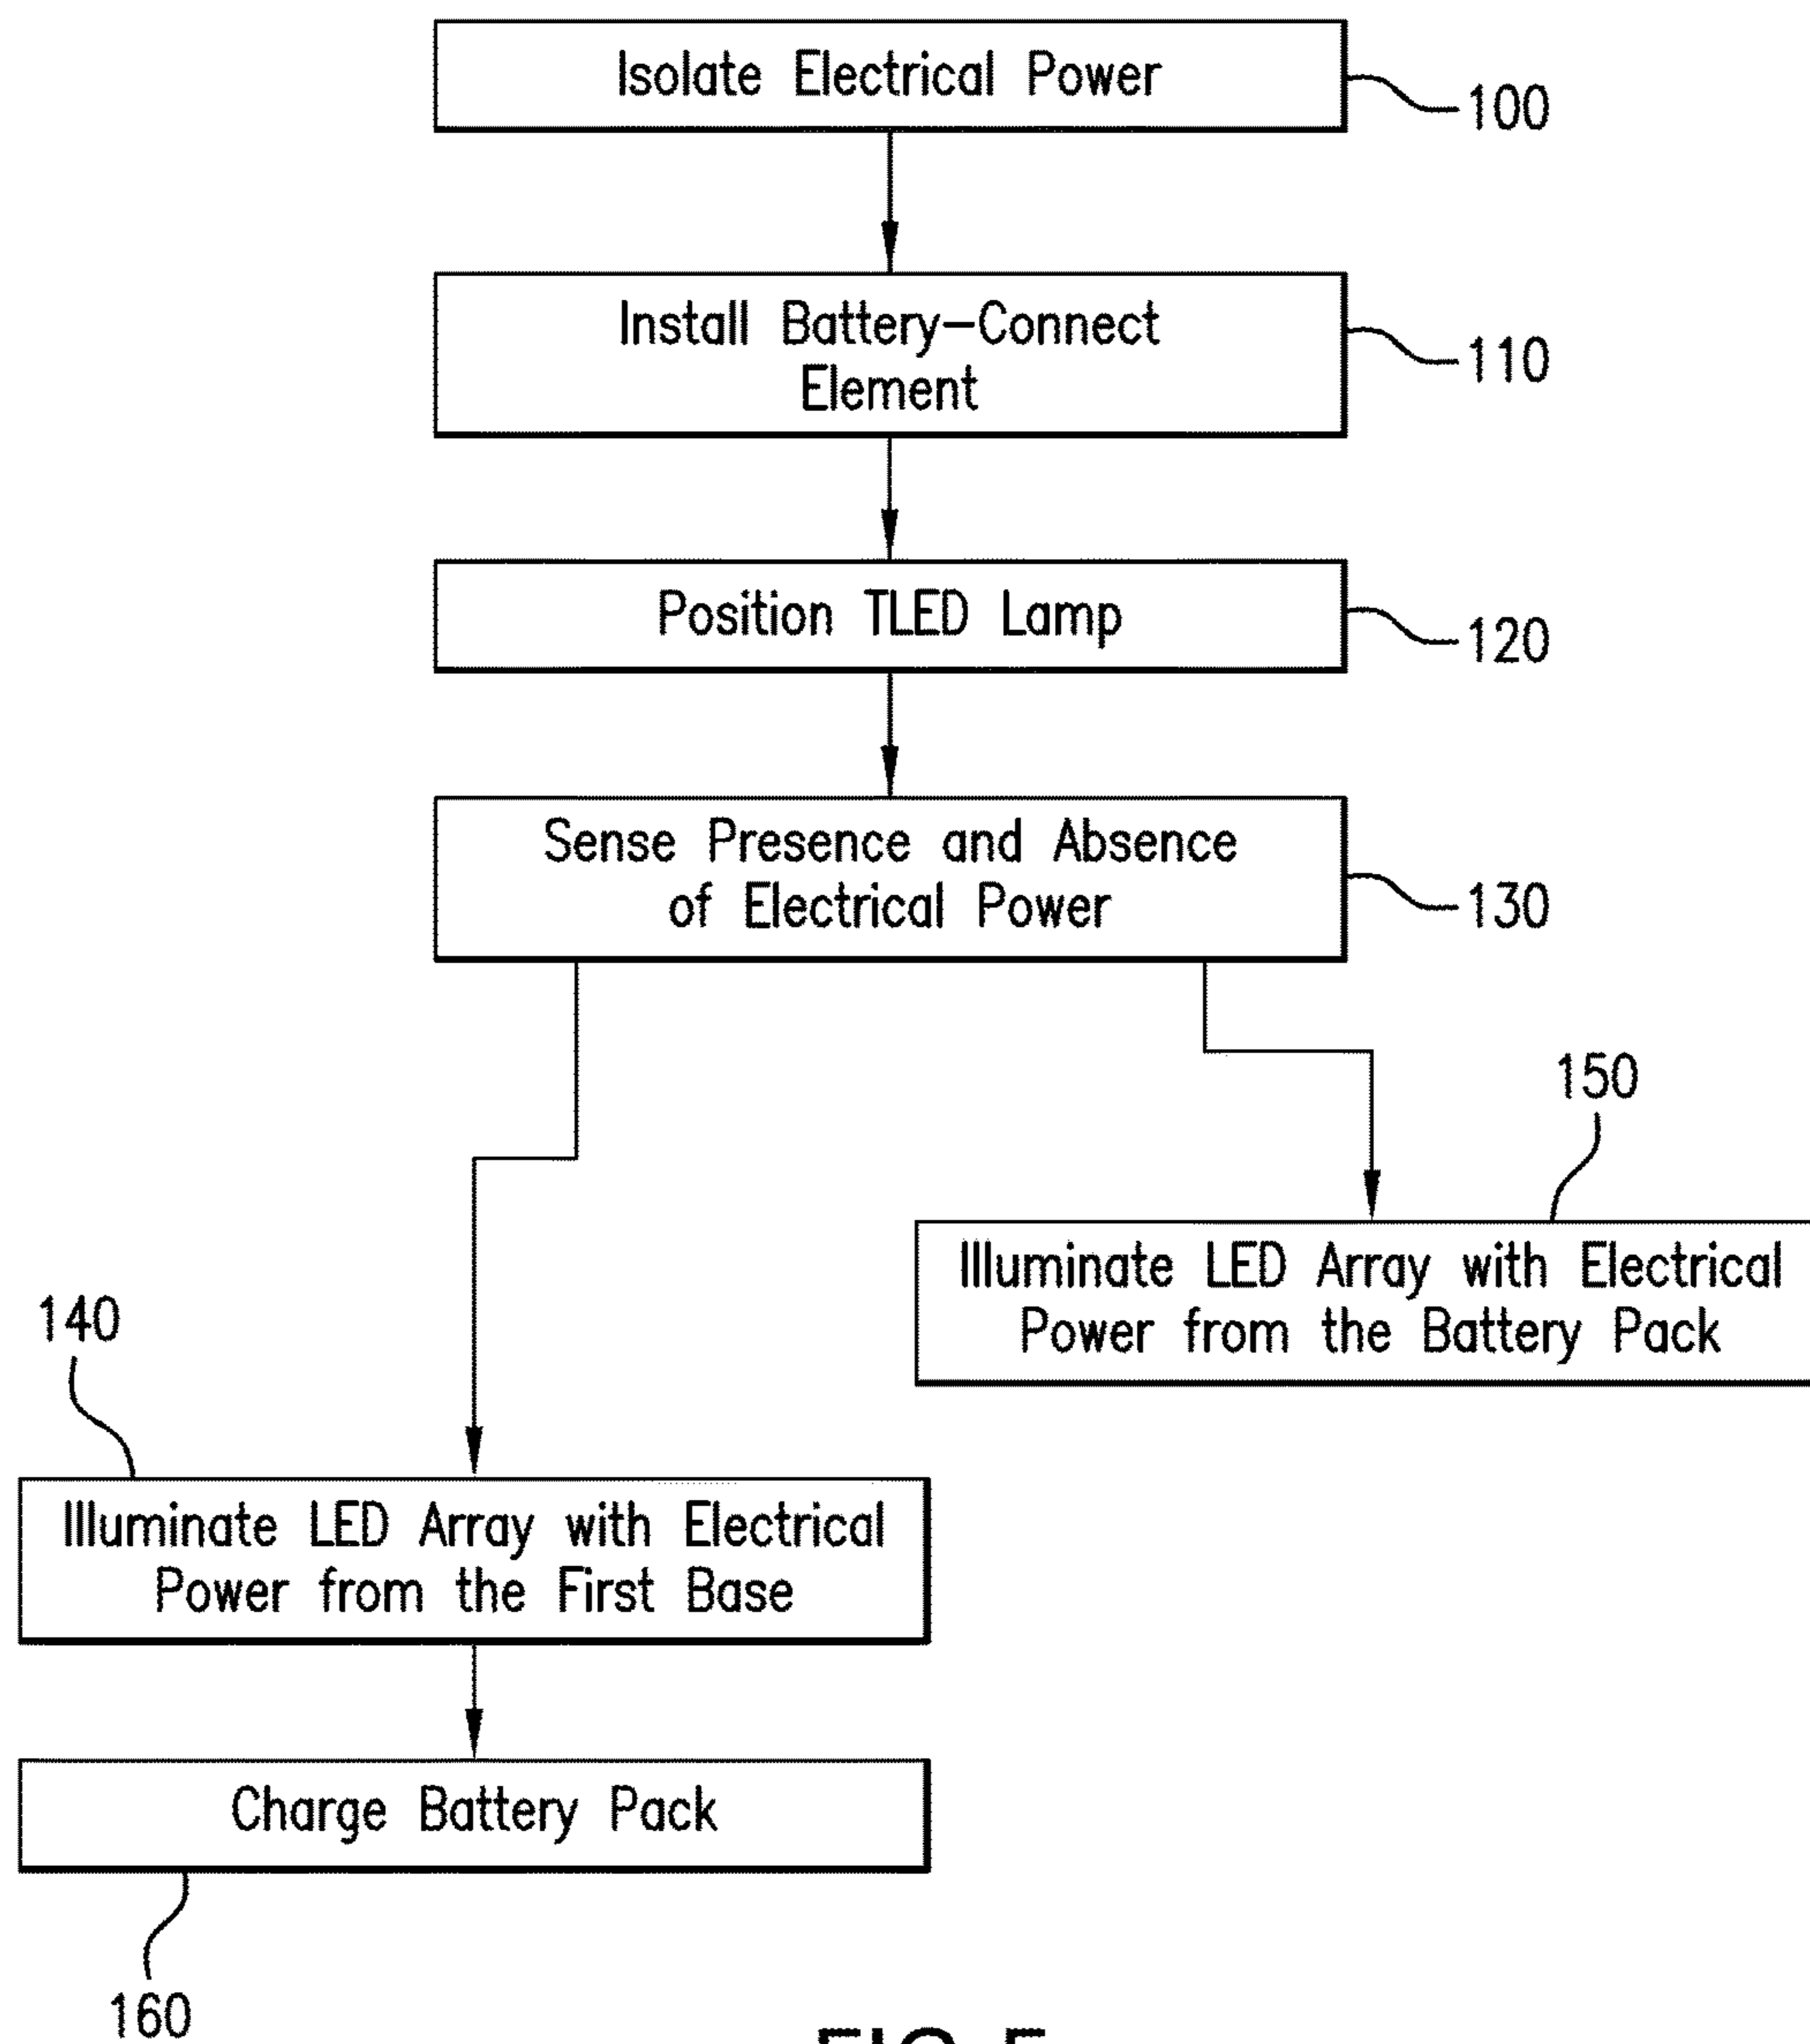 Isolate Electrical Power
100
Install Battery-Connect
Element
110
Position TLED Lamp
120
Sense Presence and Absence
of Electrical Power
130
150
Illuminate LED Array with Electrical
Power from the Battery Pack
140
Illuminate LED Array with Electrical
Power from the First Base
Charge Battery Pack
160